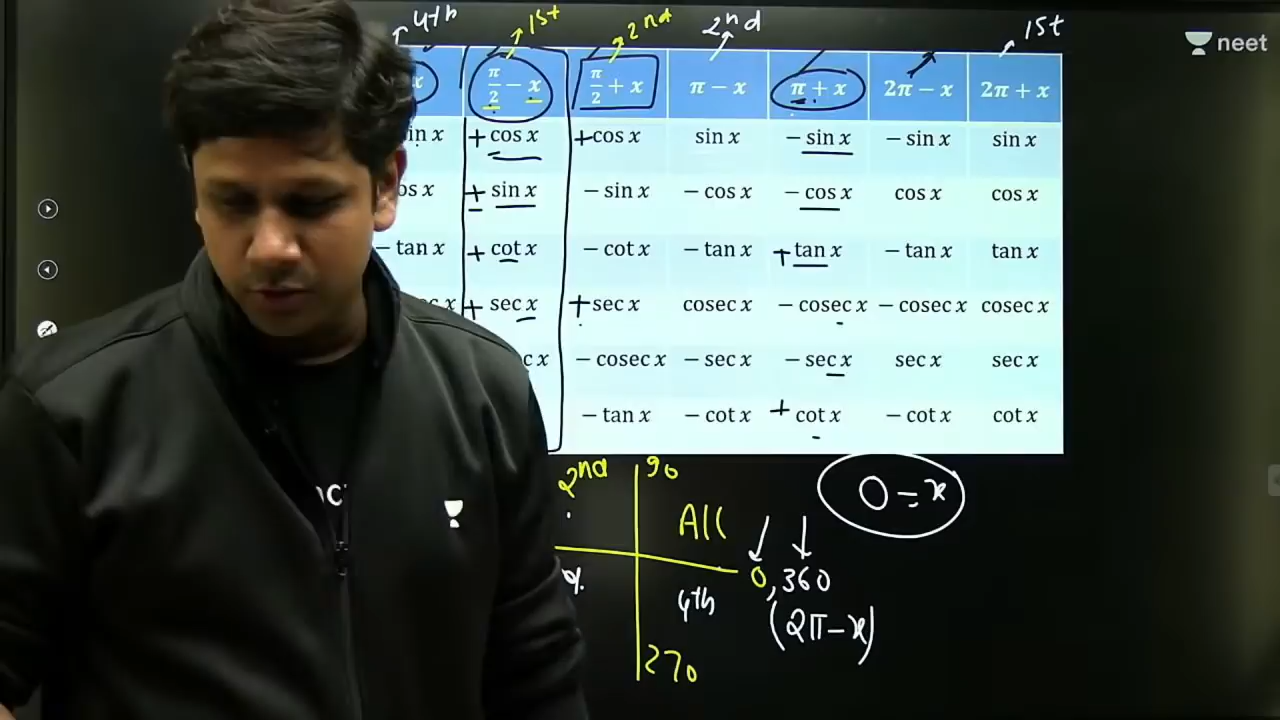 4th 1st 2nd 2nd 1st
neet
x π/2 − x π/2 + x π − x π + x 2π − x 2π + x
in x + cos x + cos x sin x − sin x − sin x sin x
os x + sin x − sin x − cos x − cos x cos x cos x
− tan x + cot x − cot x − tan x + tan x − tan x tan x
ec x + sec x + sec x cosec x − cosec x − cosec x cosec x
c x − cosec x − sec x − sec x sec x sec x
− tan x − cot x + cot x − cot x cot x
2nd 90
0 = x
All
0, 360
4th
(2π − x)
270